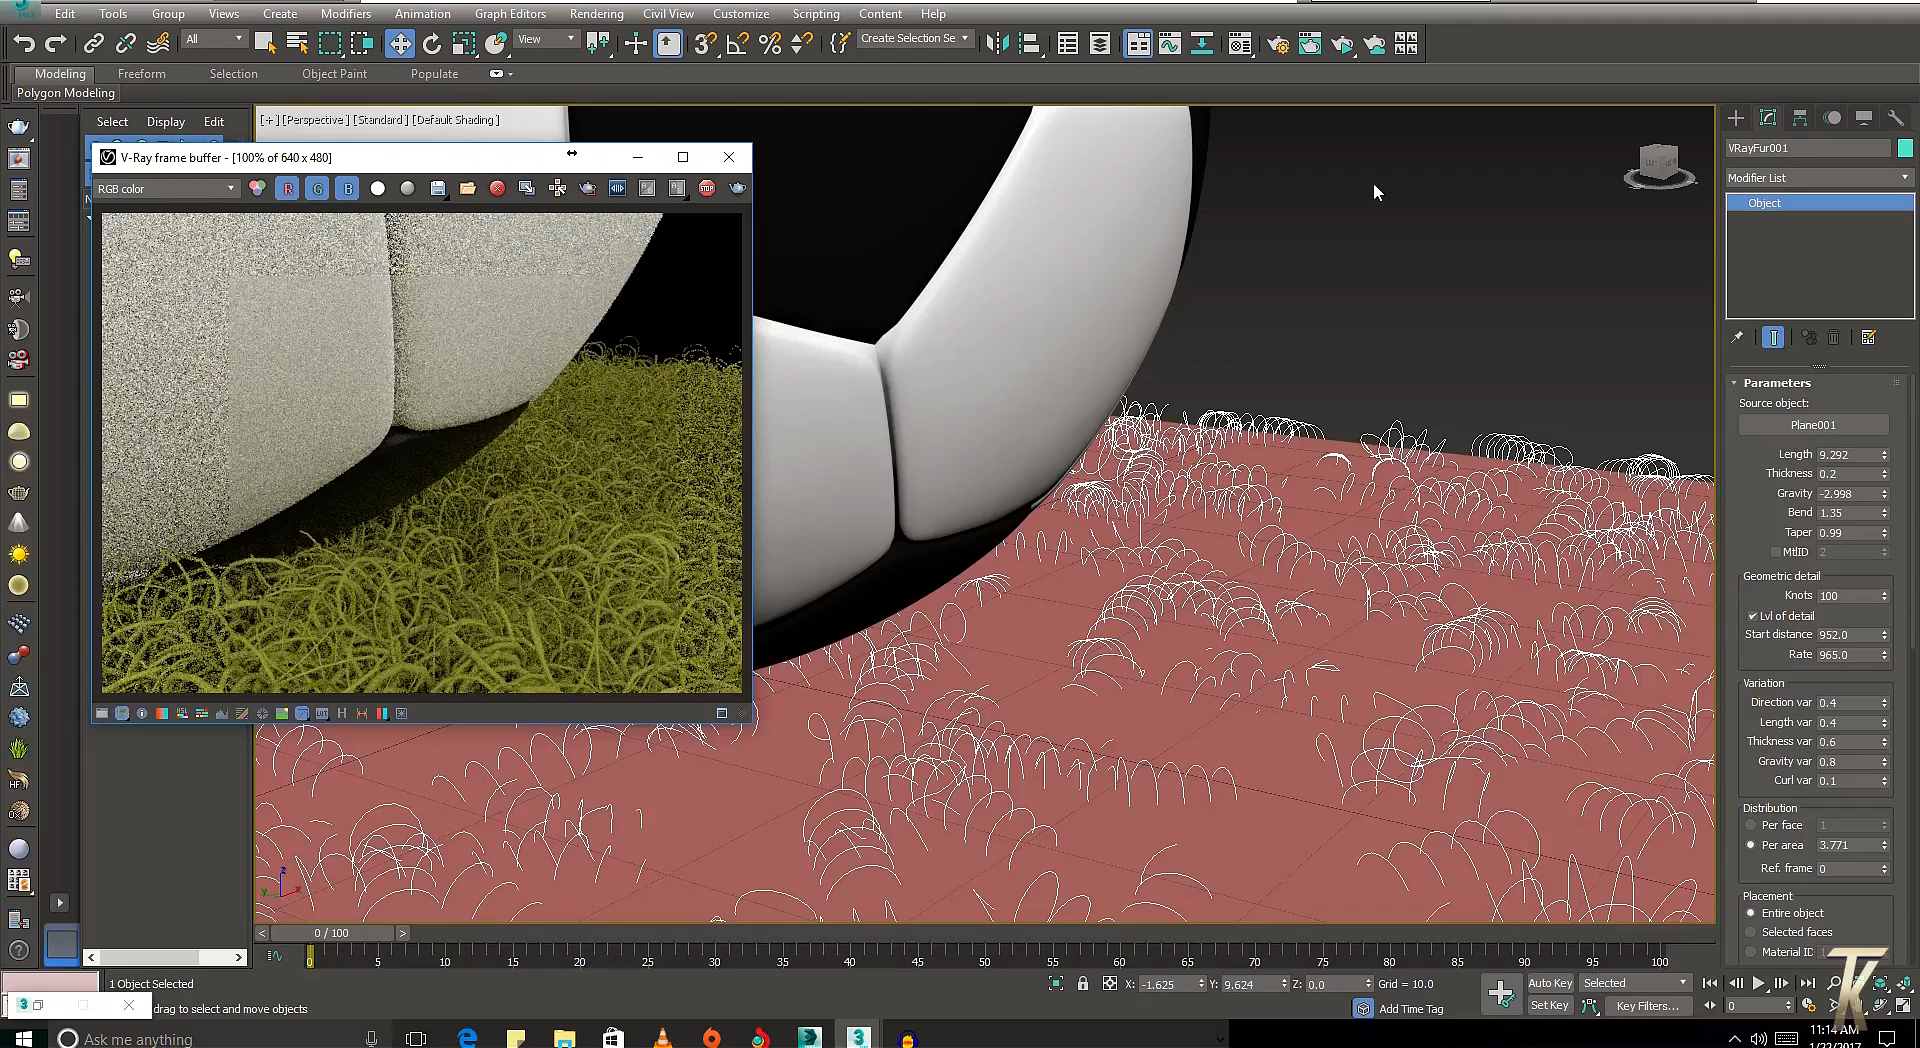 Edit Tools Group Views Create Modifiers Animation Graph Editors Rendering Civil View Customize Scripting Content Help
All View Create Selection Se
Modeling Freeform Selection Object Paint Populate
Polygon Modeling
Select Display Edit
[+] [Perspective] [Standard] [Default Shading]
V-Ray frame buffer - [100% of 640 x 480]
RGB color R G B STOP
VRayFur001
Modifier List
Object
Parameters
Source object:
Plane001
Length 9.292
Thickness 0.2
Gravity -2.998
Bend 1.35
Taper 0.99
MtlID 2
Geometric detail
Knots 100
Lvl of detail
Start distance 952.0
Rate 965.0
Variation
Direction var 0.4
Length var 0.4
Thickness var 0.6
Gravity var 0.8
Curl var 0.1
Distribution
Per face 1
Per area 3.771
Ref. frame 0
Placement
Entire object
Selected faces
Material ID
z
y x
0 / 100
0 5 10 15 20 25 30 35 40 45 50 55 60 65 70 75 80 85 90 95 100
1 Object Selected
drag to select and move objects
X: -1.625 Y: 9.624 Z: 0.0 Grid = 10.0
Add Time Tag
Auto Key Selected
Set Key Key Filters...
0
TK
Ask me anything
11:14 AM
1/22/2017